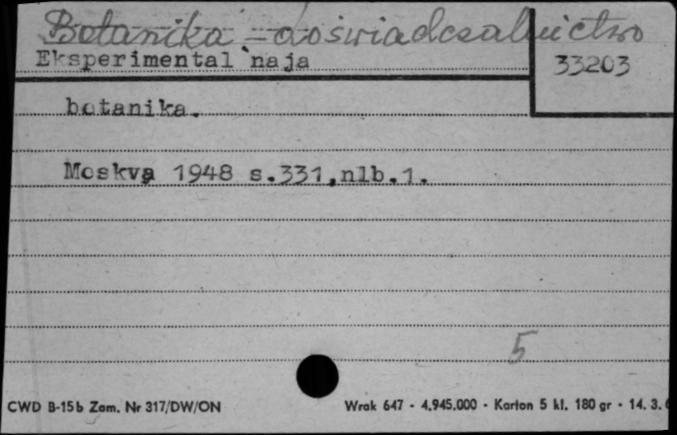 Botanika - doświadczalnictwo
Eksperimental'naja
33203
botanika.
Moskva 1948 s.331,nlb.1.
5
CWD B-15b Zam. Nr 317/DW/ON
Wrak 647 - 4.945.000 - Karton 5 kl. 180 gr - 14. 3.